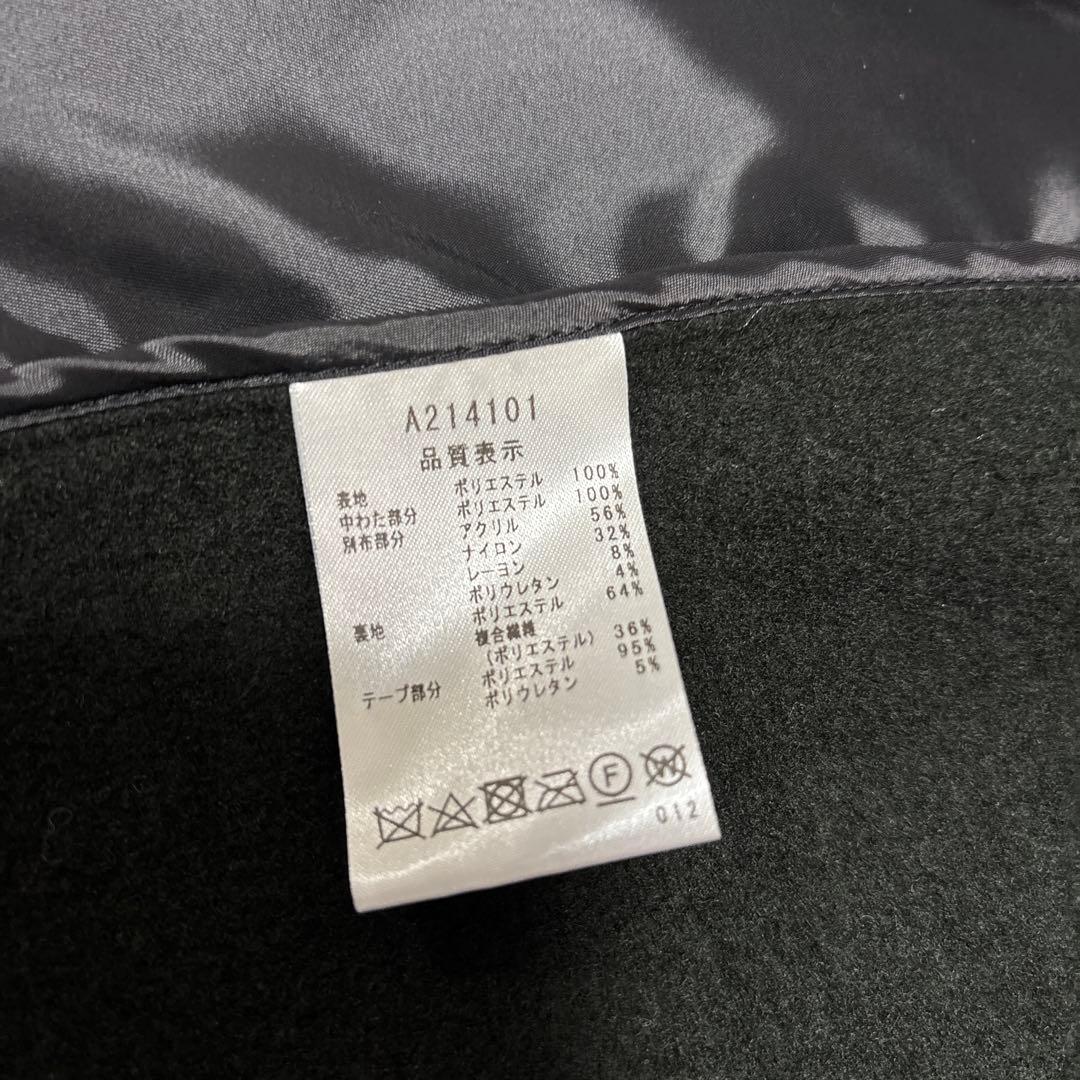 A214101
品質表示
表地 ポリエステル 100%
中わた部分 ポリエステル 100%
別布部分 アクリル 56%
ナイロン 32%
レーヨン 8%
ポリウレタン 4%
裏地 ポリエステル 64%
複合繊維
(ポリエステル) 36%
テープ部分 ポリエステル 95%
ポリウレタン 5%
F W
012